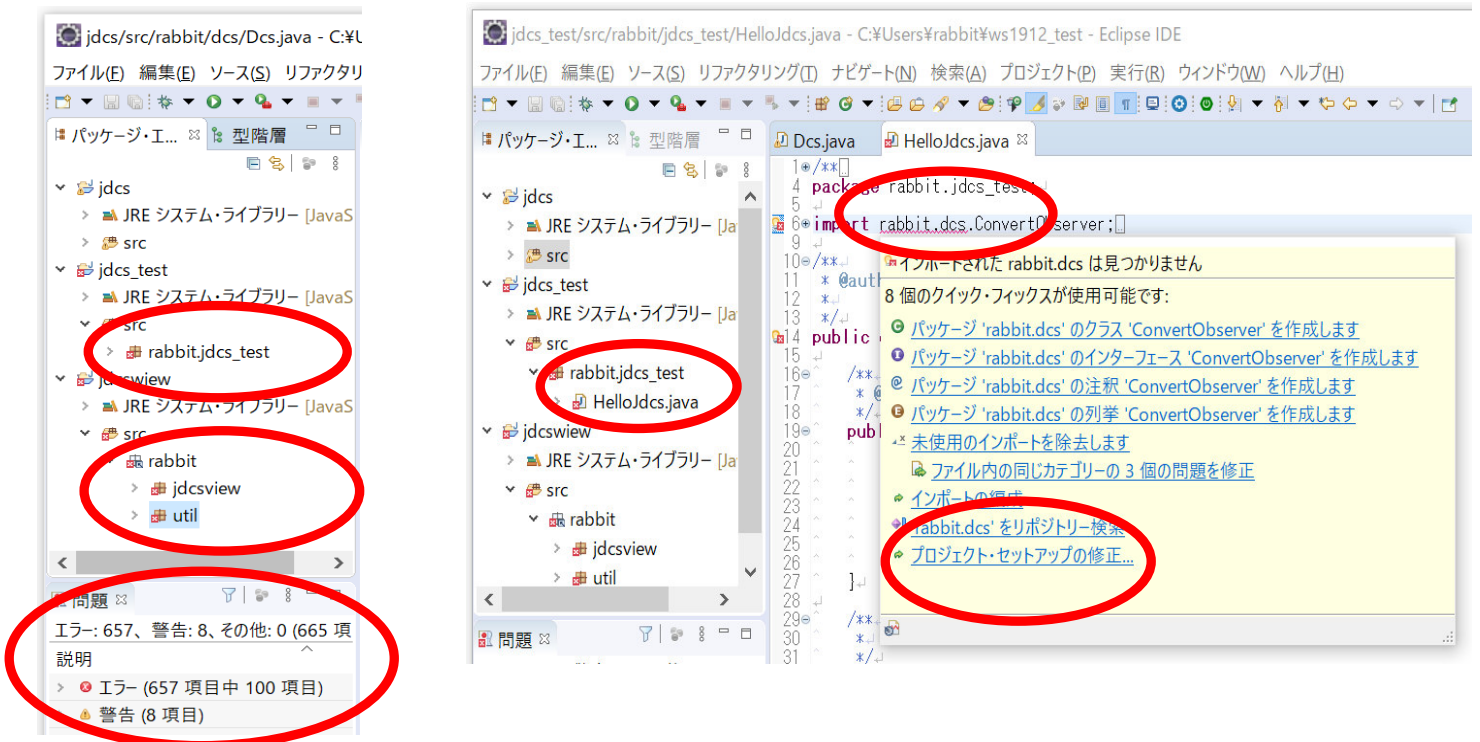 jdcs/src/rabbit/dcs/Dcs.java - C:¥U
ファイル(F) 編集(E) ソース(S) リファクタリ
パッケージ・エ... 型階層
jdcs
JRE システム・ライブラリー [JavaS
src
jdcs_test
JRE システム・ライブラリー [JavaS
src
rabbit.jdcs_test
jdcswiew
JRE システム・ライブラリー [JavaS
src
rabbit
jdcsview
util
問題
エラー: 657、警告: 8、その他: 0 (665 項
説明
エラー (657 項目中 100 項目)
警告 (8 項目)
jdcs_test/src/rabbit/jdcs_test/HelloJdcs.java - C:¥Users¥rabbit¥ws1912_test - Eclipse IDE
ファイル(F) 編集(E) ソース(S) リファクタリング(T) ナビゲート(N) 検索(A) プロジェクト(P) 実行(R) ウィンドウ(W) ヘルプ(H)
パッケージ・エ... 型階層
jdcs
JRE システム・ライブラリー [Ja
src
jdcs_test
JRE システム・ライブラリー [Ja
src
rabbit.jdcs_test
HelloJdcs.java
jdcswiew
JRE システム・ライブラリー [Ja
src
rabbit
jdcsview
util
問題
Dcs.java HelloJdcs.java
1 /**
4 package rabbit.jdcs_test;
5
6 import rabbit.dcs.ConvertObserver;
9
10 /**
11 * @auth
12 *
13 */
14 public
15
16 /**
17 * @
18 */
19 publ
20
21
22
23
24
25
26
27 }
28
29 /**
30 *
31 */
インポートされた rabbit.dcs は見つかりません
8 個のクイック・フィックスが使用可能です:
パッケージ 'rabbit.dcs' のクラス 'ConvertObserver' を作成します
パッケージ 'rabbit.dcs' のインターフェース 'ConvertObserver' を作成します
パッケージ 'rabbit.dcs' の注釈 'ConvertObserver' を作成します
パッケージ 'rabbit.dcs' の列挙 'ConvertObserver' を作成します
未使用のインポートを除去します
ファイル内の同じカテゴリーの 3 個の問題を修正
インポートの編成
'rabbit.dcs' をリポジトリー検索
プロジェクト・セットアップの修正...